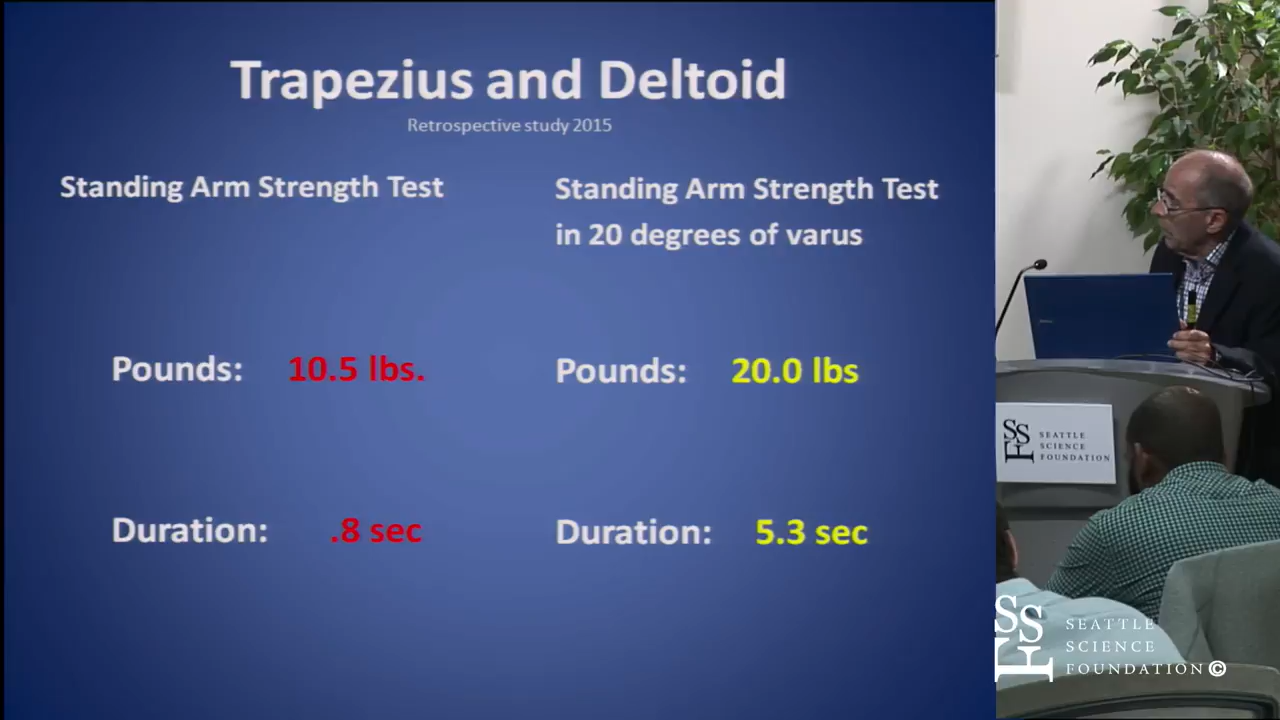 Trapezius and Deltoid
Retrospective study 2015
Standing Arm Strength Test
Pounds: 10.5 lbs.
Duration: .8 sec
Standing Arm Strength Test
in 20 degrees of varus
Pounds: 20.0 lbs
Duration: 5.3 sec
SSF
SEATTLE
SCIENCE
FOUNDATION
SSF
SEATTLE
SCIENCE
FOUNDATION©